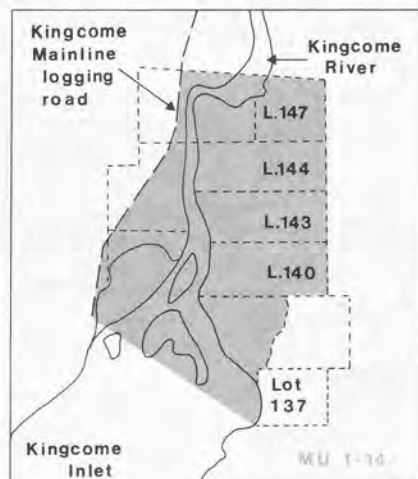 Kingcome
Mainline
logging
road
Kingcome
River
L.147
L.144
L.143
L.140
Lot
137
Kingcome
Inlet
MU 1-14